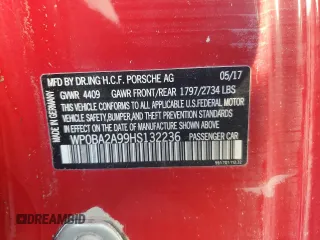 MFD BY DR.ING H.C.F. PORSCHE AG 05/17
GVWR 4409 GAWR FRONT/REAR 1797/2734 LBS
THIS VEHICLE CONFORMS TO ALL APPLICABLE U.S. FEDERAL MOTOR
VEHICLE SAFETY, BUMPER, AND THEFT PREVENTION STANDARDS
IN EFFECT ON THE DATE OF MANUFACTURE SHOWN ABOVE.
WP0BA2A99HS132236 PASSENGER CAR
MADE IN GERMANY